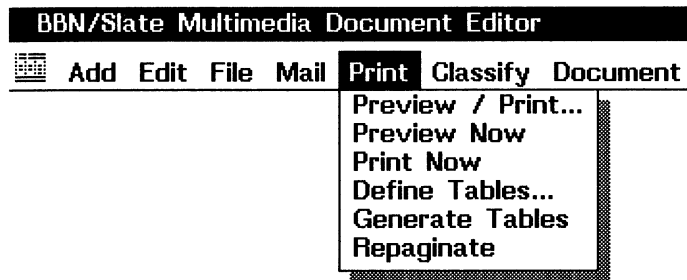 BBN/Slate Multimedia Document Editor
Add Edit File Mail Print Classify Document
Preview / Print...
Preview Now
Print Now
Define Tables...
Generate Tables
Repaginate